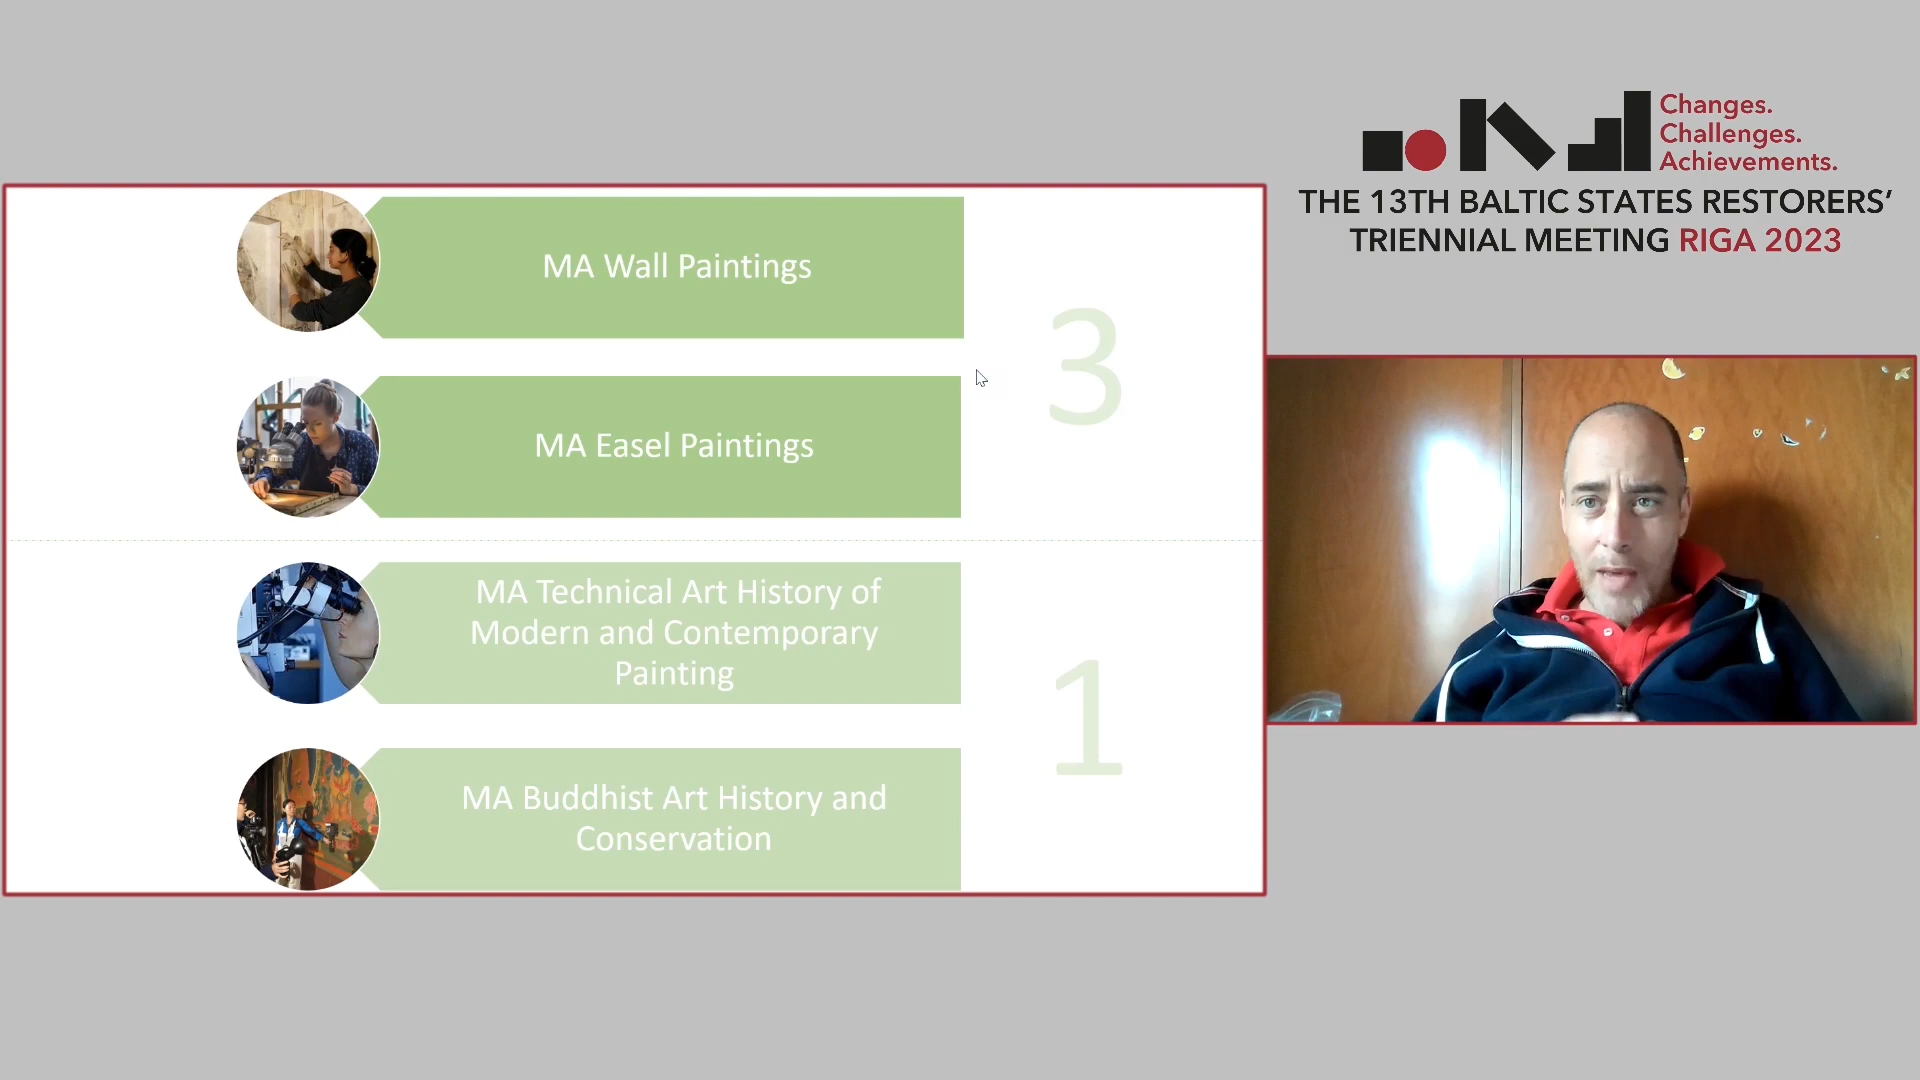 MA Wall Paintings
MA Easel Paintings
3
MA Technical Art History of
Modern and Contemporary
Painting
MA Buddhist Art History and
Conservation
1
Changes.
Challenges.
Achievements.
THE 13TH BALTIC STATES RESTORERS’
TRIENNIAL MEETING RIGA 2023